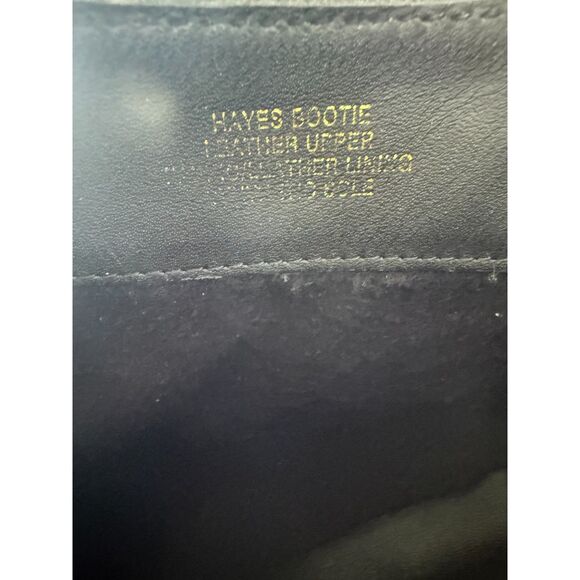 HAYES BOOTIE
LEATHER UPPER
LEATHER LINING
SOLE